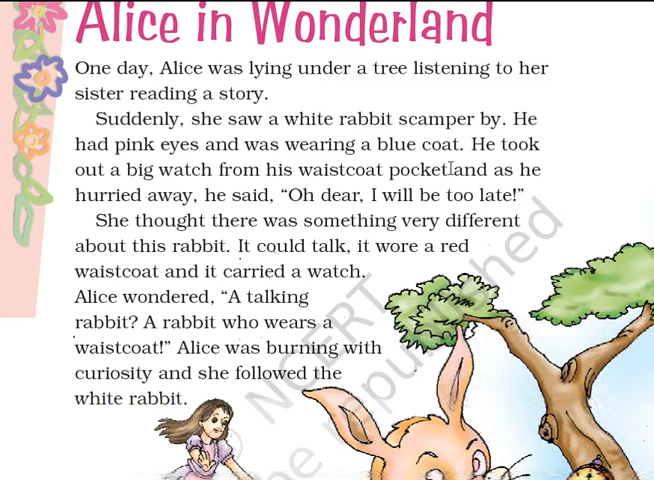 Alice in Wonderland
One day, Alice was lying under a tree listening to her
sister reading a story.
Suddenly, she saw a white rabbit scamper by. He
had pink eyes and was wearing a blue coat. He took
out a big watch from his waistcoat pocket and as he
hurried away, he said, “Oh dear, I will be too late!”
She thought there was something very different
about this rabbit. It could talk, it wore a red
waistcoat and it carried a watch.
Alice wondered, “A talking
rabbit? A rabbit who wears a
waistcoat!” Alice was burning with
curiosity and she followed the
white rabbit.
© NCERT
be republished